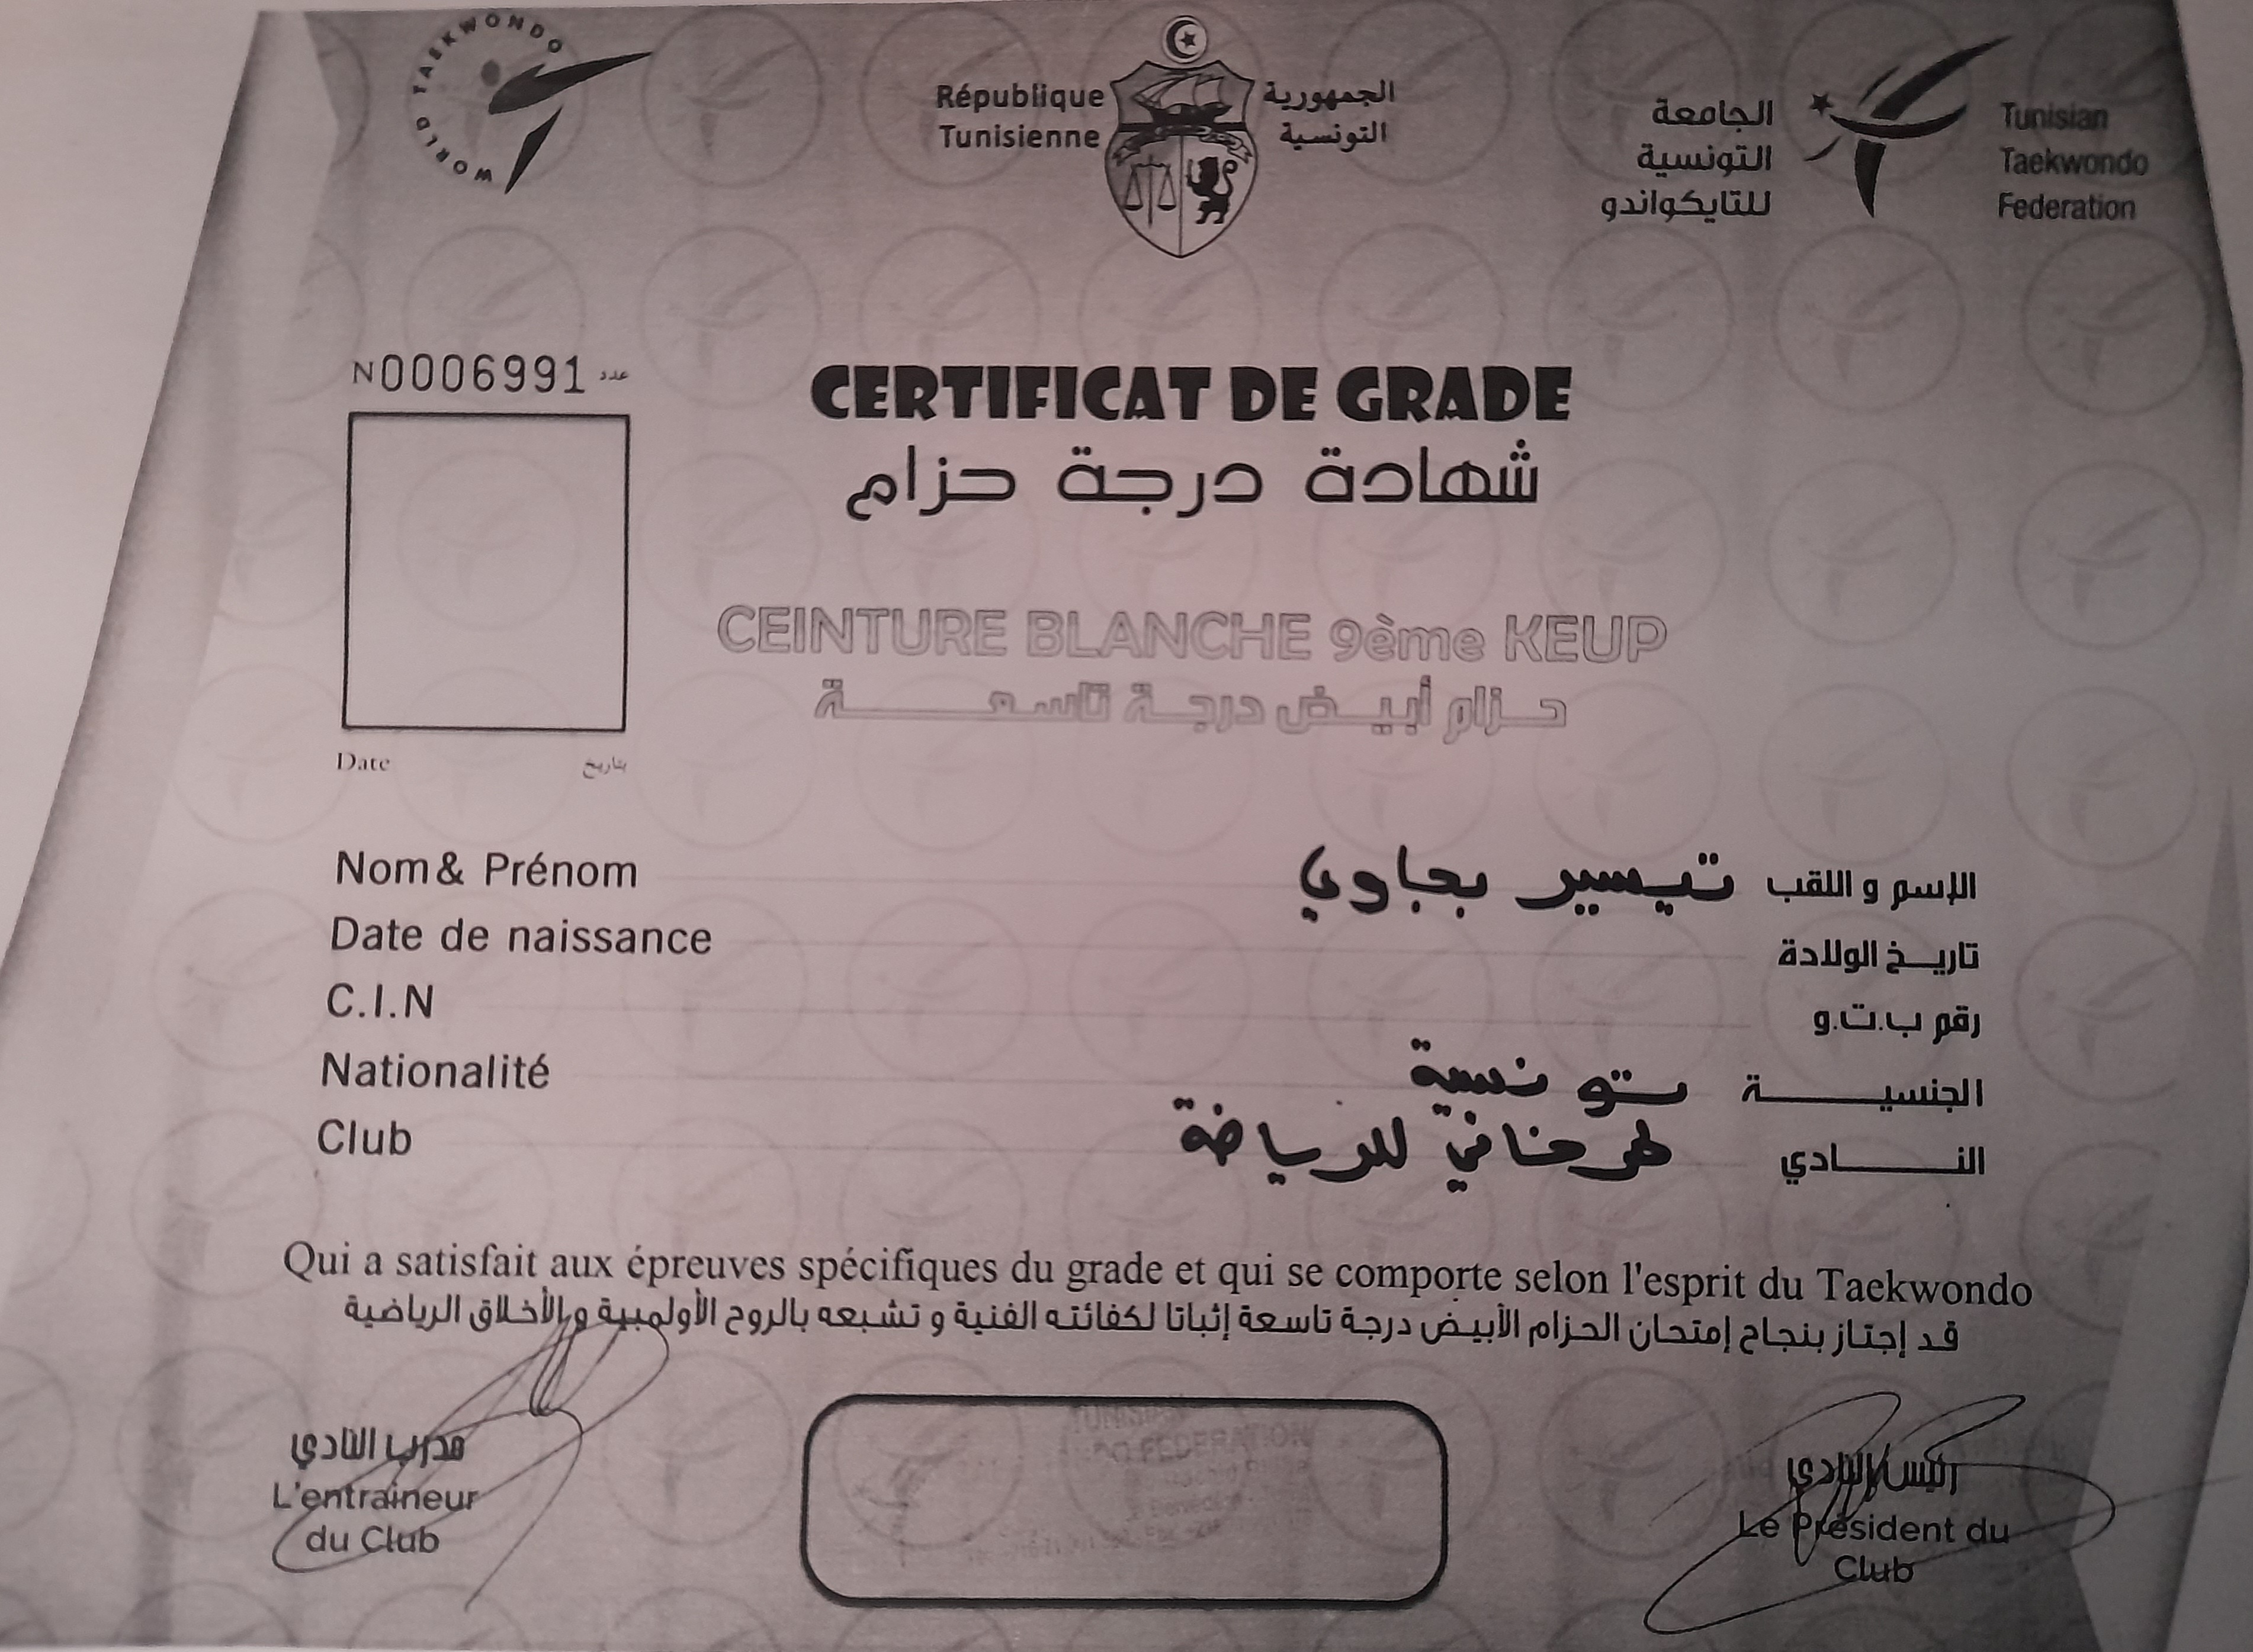 WORLD TAEKWONDO
République
Tunisienne
الجمهورية
التونسية
الجامعة
التونسية
للتايكواندو
Tunisian
Taekwondo
Federation
N0006991 عدد
CERTIFICAT DE GRADE
شهادة درجة حزام
CEINTURE BLANCHE 9ème KEUP
حزام أبيض درجة تاسعة
Date بتاريخ
Nom& Prénom تيسير بجاوي الإسم و اللقب
Date de naissance تاريخ الولادة
C.I.N رقم ب.ت.و
Nationalité تونسية الجنسية
Club للرياضة النادي
Qui a satisfait aux épreuves spécifiques du grade et qui se comporte selon l'esprit du Taekwondo
قد إجتاز بنجاح إمتحان الحزام الأبيض درجة تاسعة إثباتا لكفائته الفنية و تشبعه بالروح الأولمبية و الأخلاق الرياضية
مدرب النادي
L'entraineur
du Club
TUNISIAN
DO FEDERATION
رئيس النادي
Le Président du
Club